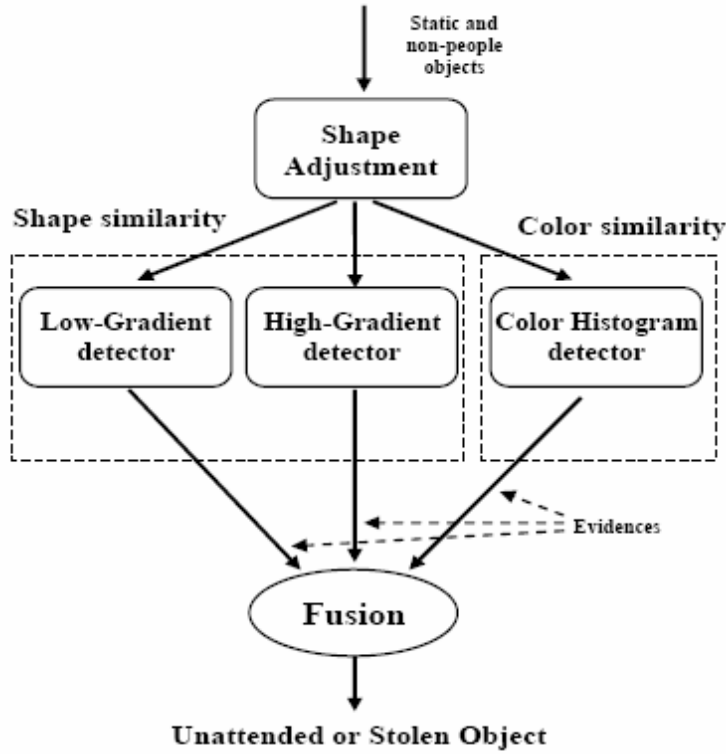 Static and
non-people
objects
Shape
Adjustment
Shape similarity
Color similarity
Low-Gradient
detector
High-Gradient
detector
Color Histogram
detector
Evidences
Fusion
Unattended or Stolen Object